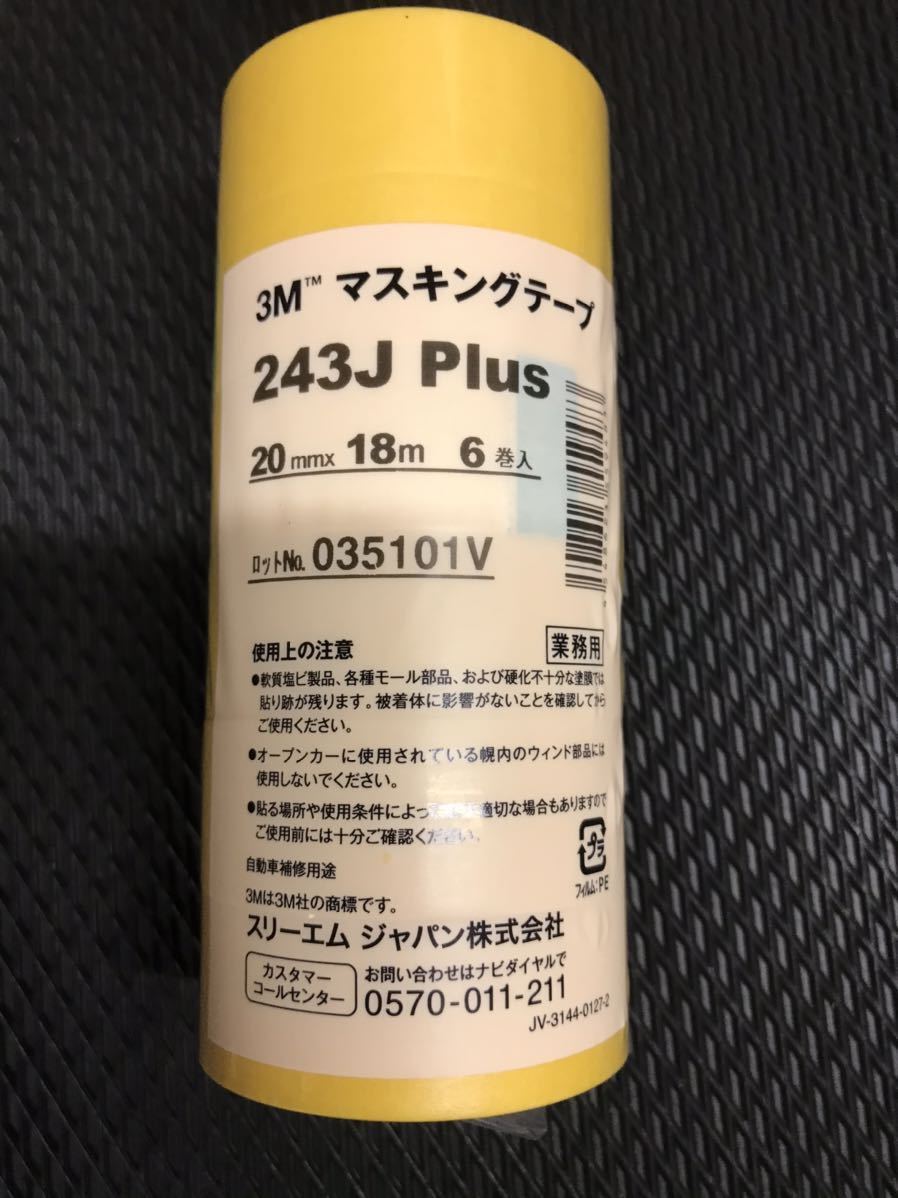 3M™ マスキングテープ
243J Plus
20mmx 18m 6巻入
ロットNo. 035101V
使用上の注意
業務用
●軟質塩ビ製品、各種モール部品、および硬化不十分な塗膜では
貼り跡が残ります。被着体に影響がないことを確認してから
ご使用ください。
●オープンカーに使用されている幌内のウィンド部品には
使用しないでください。
●貼る場所や使用条件によっ 適切な場合もありますので
ご使用前には十分ご確認ください。
プラ
フィルム:PE
自動車補修用途
3Mは3M社の商標です。
スリーエム ジャパン株式会社
カスタマー
コールセンター
お問い合わせはナビダイヤルで
0570-011-211
JV-3144-0127-2